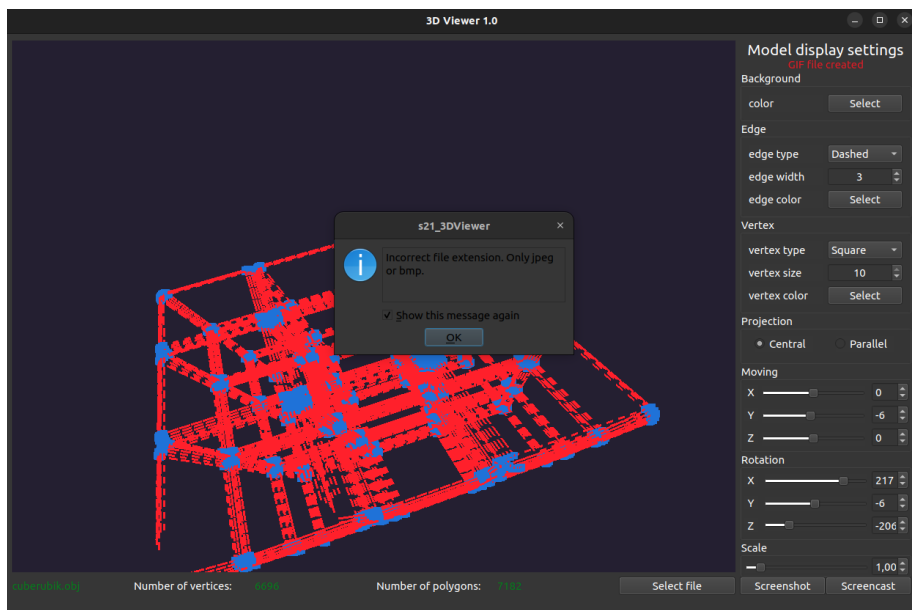 3D Viewer 1.0
Model display settings
GIF file created
Background
color Select
Edge
edge type Dashed
edge width 3
edge color Select
s21_3DViewer
Incorrect file extension. Only jpeg
or bmp.
Show this message again
OK
Vertex
vertex type Square
vertex size 10
vertex color Select
Projection
Central Parallel
Moving
X 0
Y -6
Z 0
Rotation
X 217
Y -6
Z -206
Scale
1,00
cuberubik.obj Number of vertices: 6696 Number of polygons: 7182 Select file Screenshot Screencast